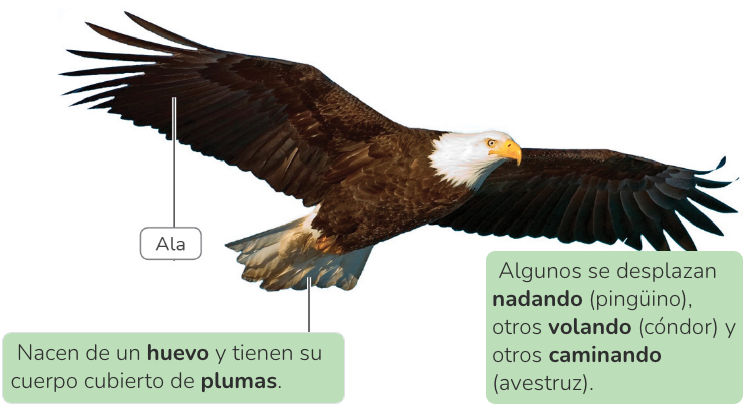 Ala
Nacen de un huevo y tienen su
cuerpo cubierto de plumas.
Algunos se desplazan
nadando (pingüino),
otros volando (cóndor) y
otros caminando
(avestruz).